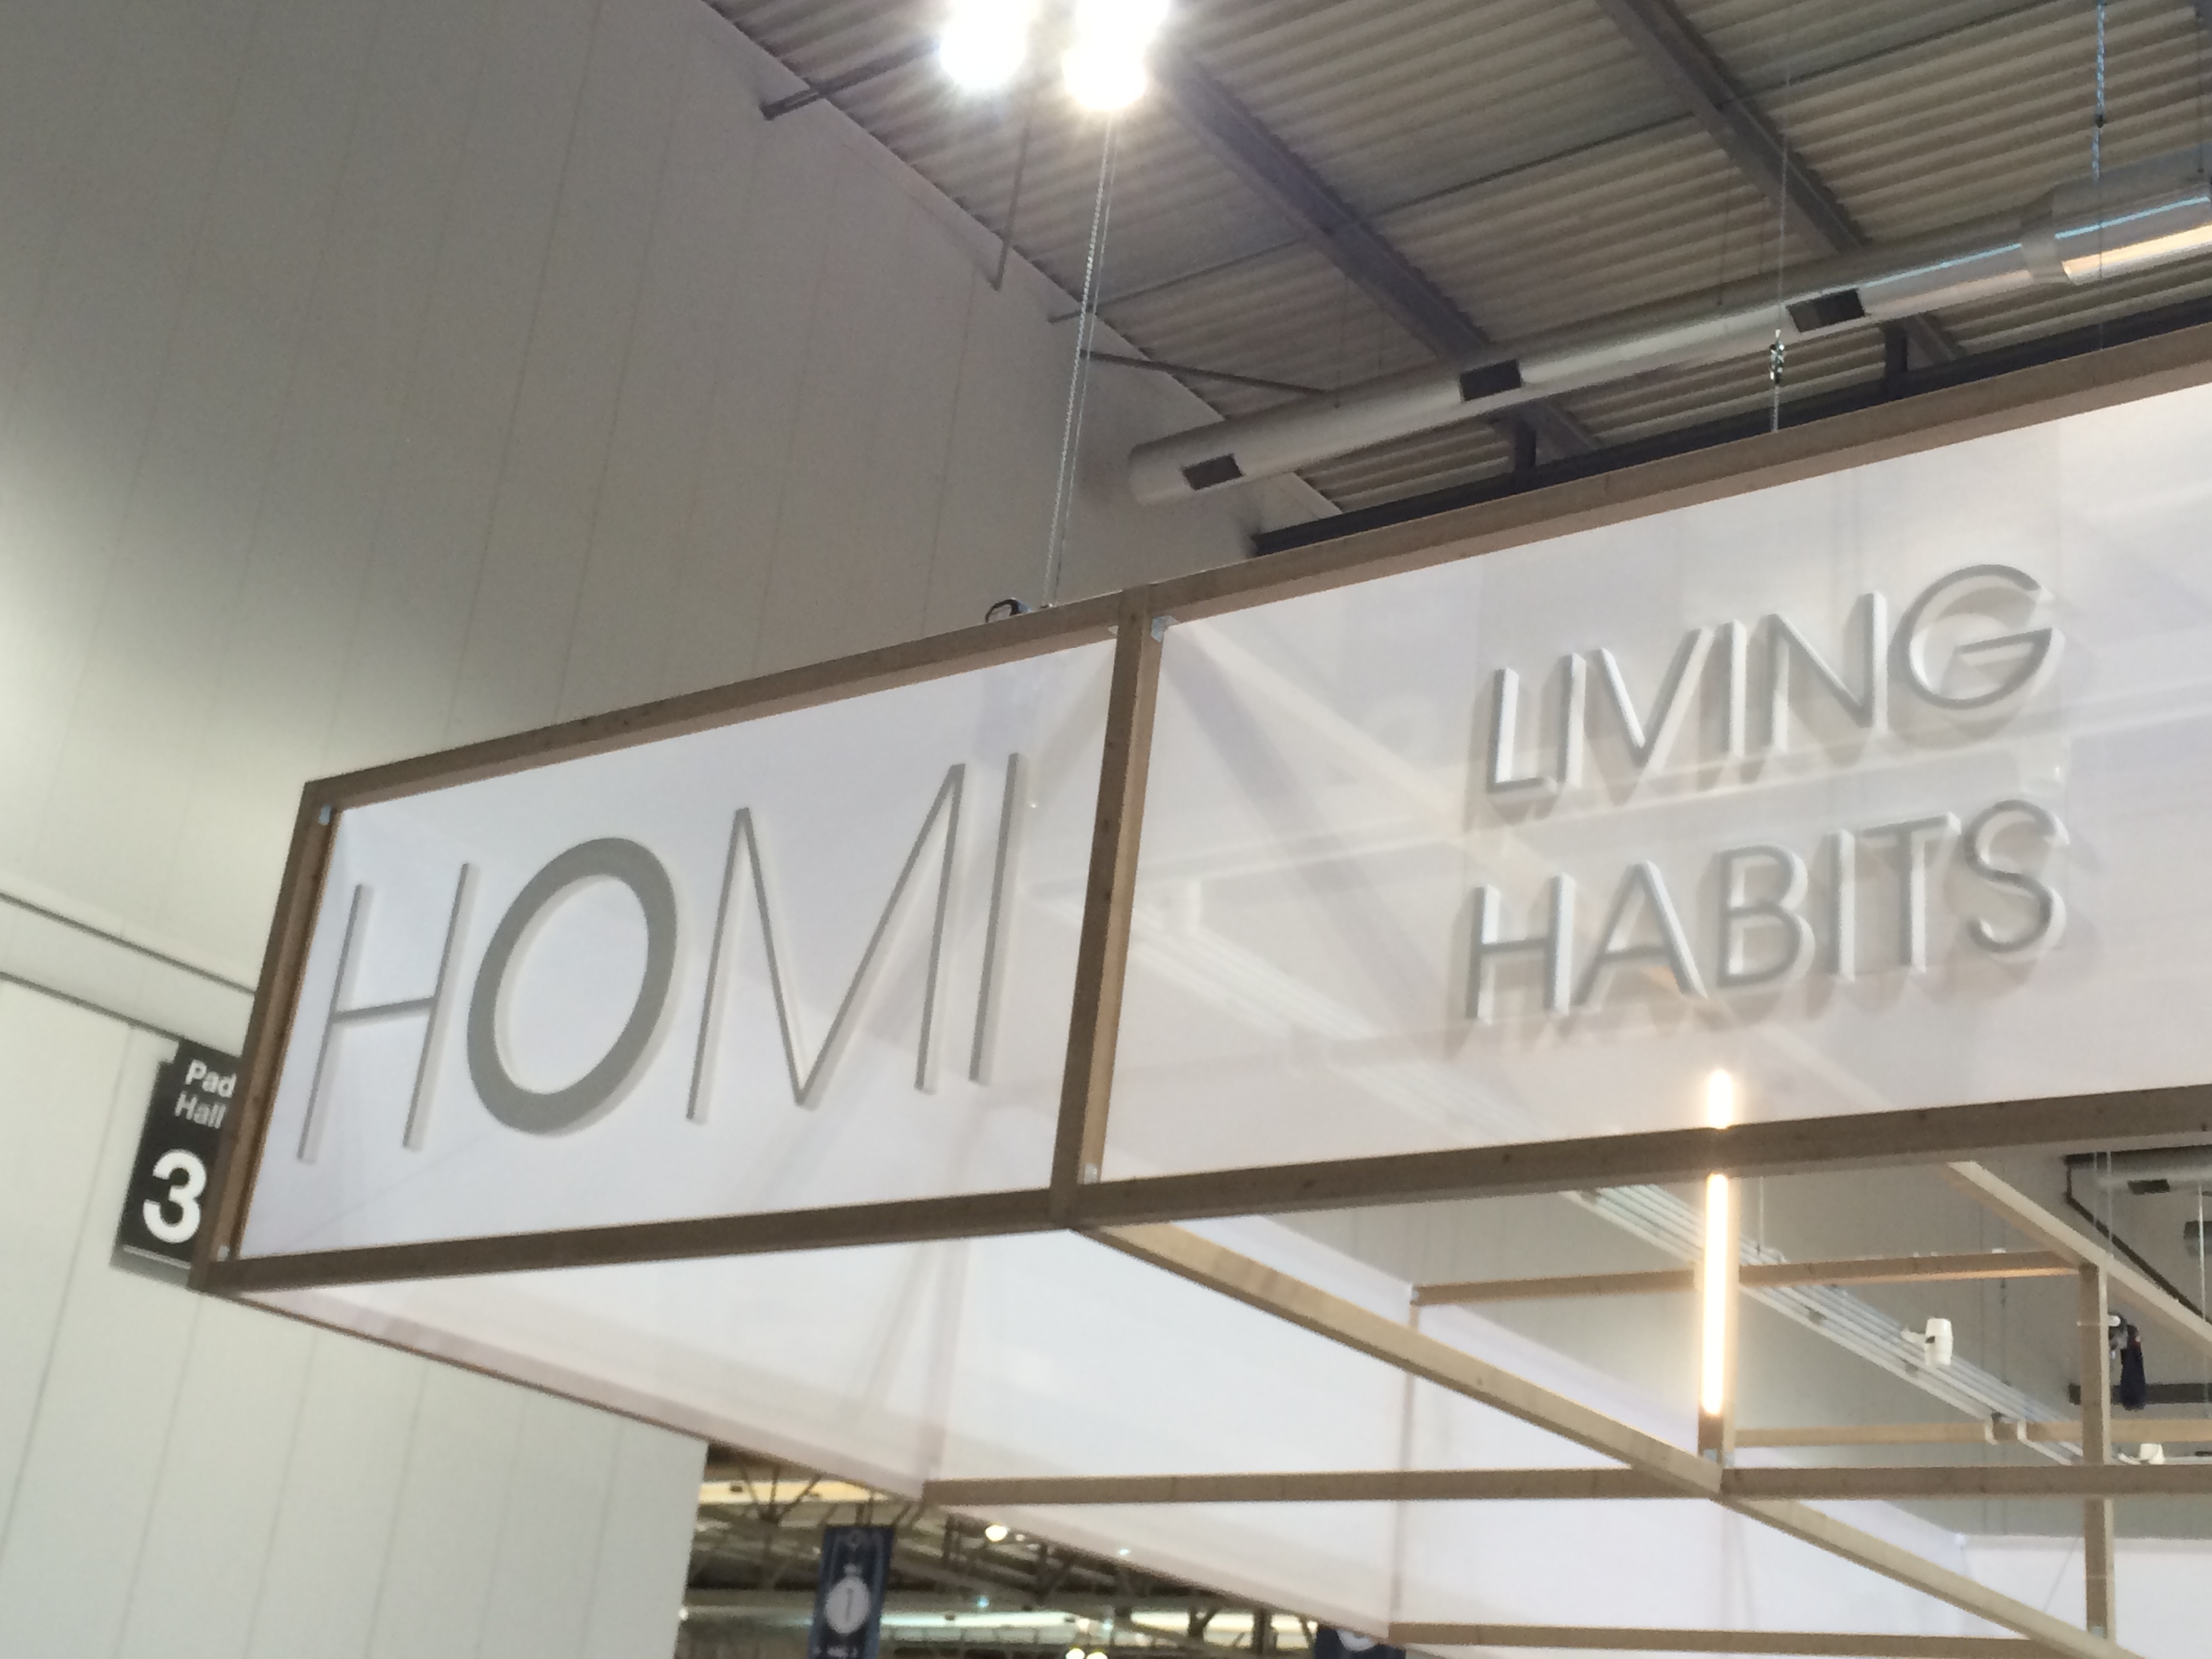 HOMI
LIVING
HABITS
Pad
Hall
3